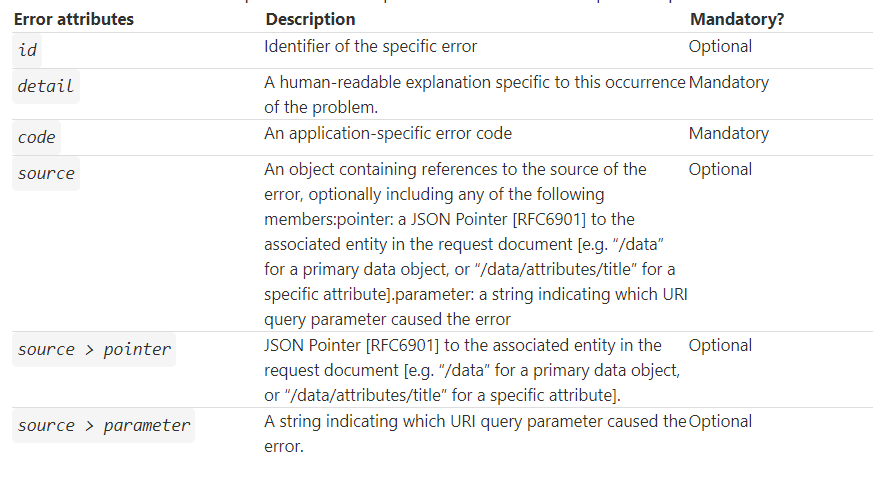 Error attributes Description Mandatory?
id Identifier of the specific error Optional
detail A human-readable explanation specific to this occurrence Mandatory
of the problem.
code An application-specific error code Mandatory
source An object containing references to the source of the Optional
error, optionally including any of the following
members:pointer: a JSON Pointer [RFC6901] to the
associated entity in the request document [e.g. “/data”
for a primary data object, or “/data/attributes/title” for a
specific attribute].parameter: a string indicating which URI
query parameter caused the error
source > pointer JSON Pointer [RFC6901] to the associated entity in the Optional
request document [e.g. “/data” for a primary data object,
or “/data/attributes/title” for a specific attribute].
source > parameter A string indicating which URI query parameter caused the Optional
error.